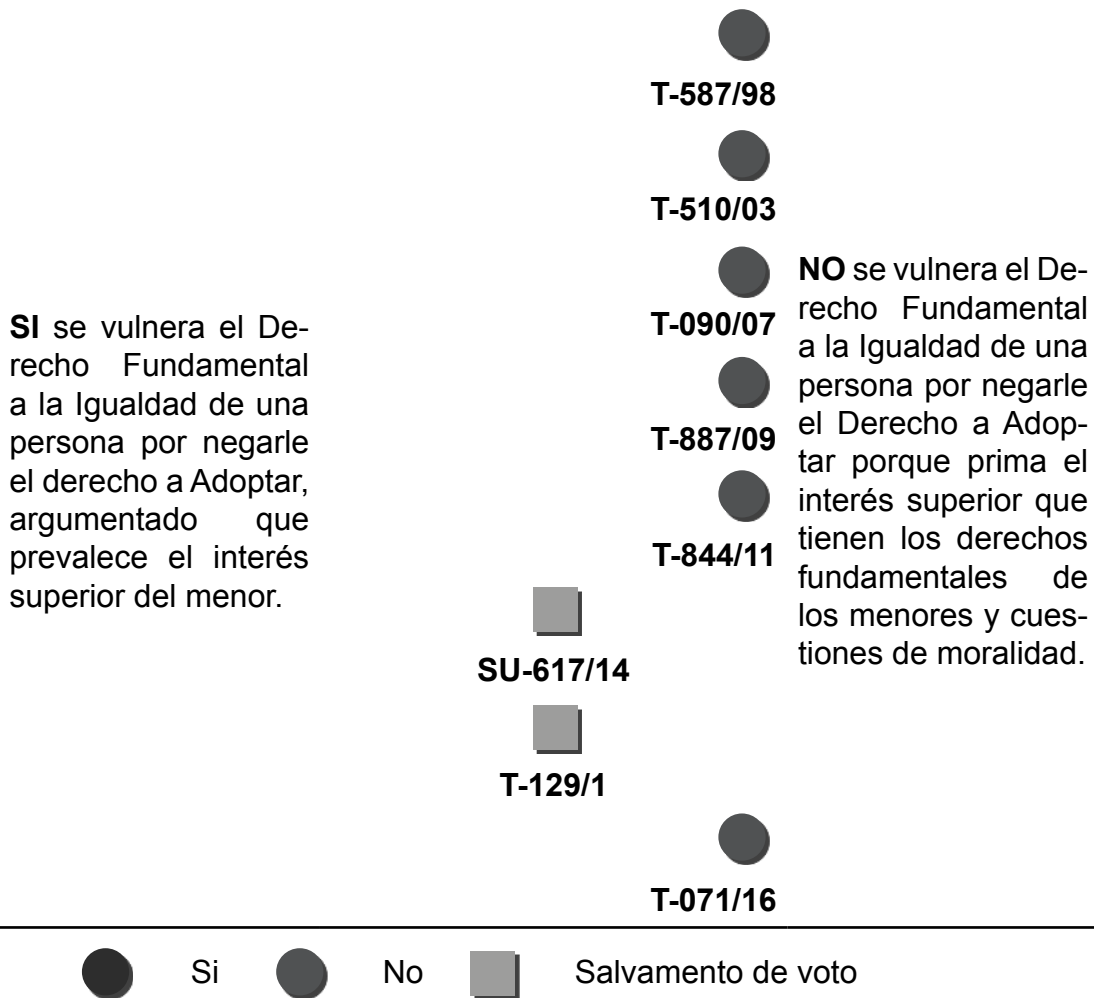 T-587/98
T-510/03
T-090/07
T-887/09
T-844/11
SI se vulnera el De-
recho Fundamental
a la Igualdad de una
persona por negarle
el derecho a Adoptar,
argumentado que
prevalece el interés
superior del menor.
NO se vulnera el De-
recho Fundamental
a la Igualdad de una
persona por negarle
el Derecho a Adop-
tar porque prima el
interés superior que
tienen los derechos
fundamentales de
los menores y cues-
tiones de moralidad.
SU-617/14
T-129/1
T-071/16
Si No Salvamento de voto